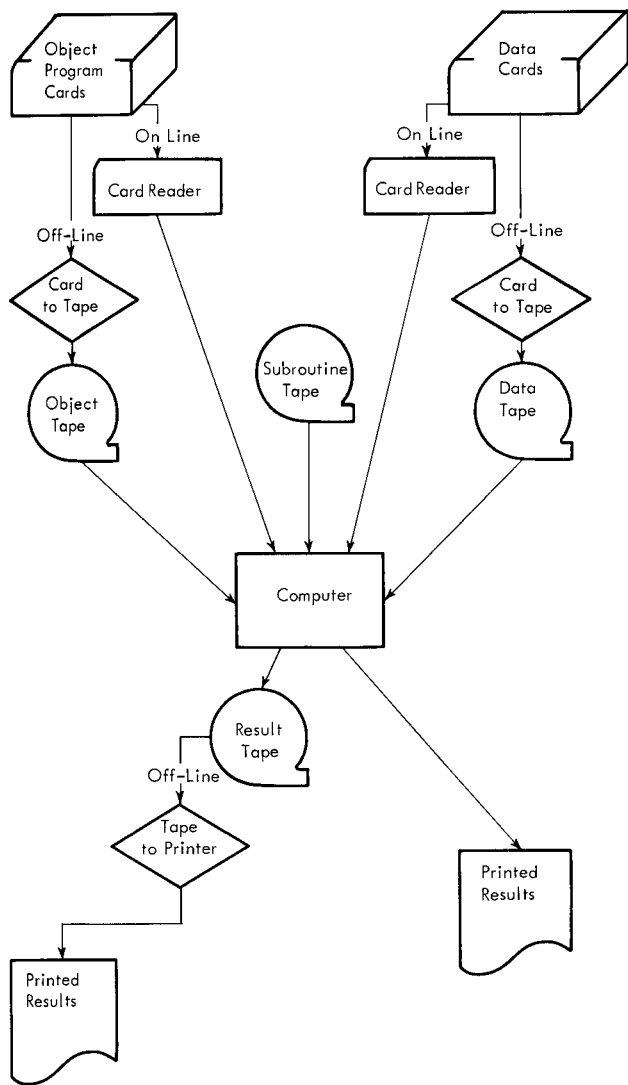 Object
Program
Cards
Data
Cards
On Line
On Line
Card Reader
Card Reader
Off-Line
Off-Line
Card
to Tape
Card
to Tape
Subroutine
Tape
Object
Tape
Data
Tape
Computer
Result
Tape
Off-Line
Tape
to Printer
Printed
Results
Printed
Results